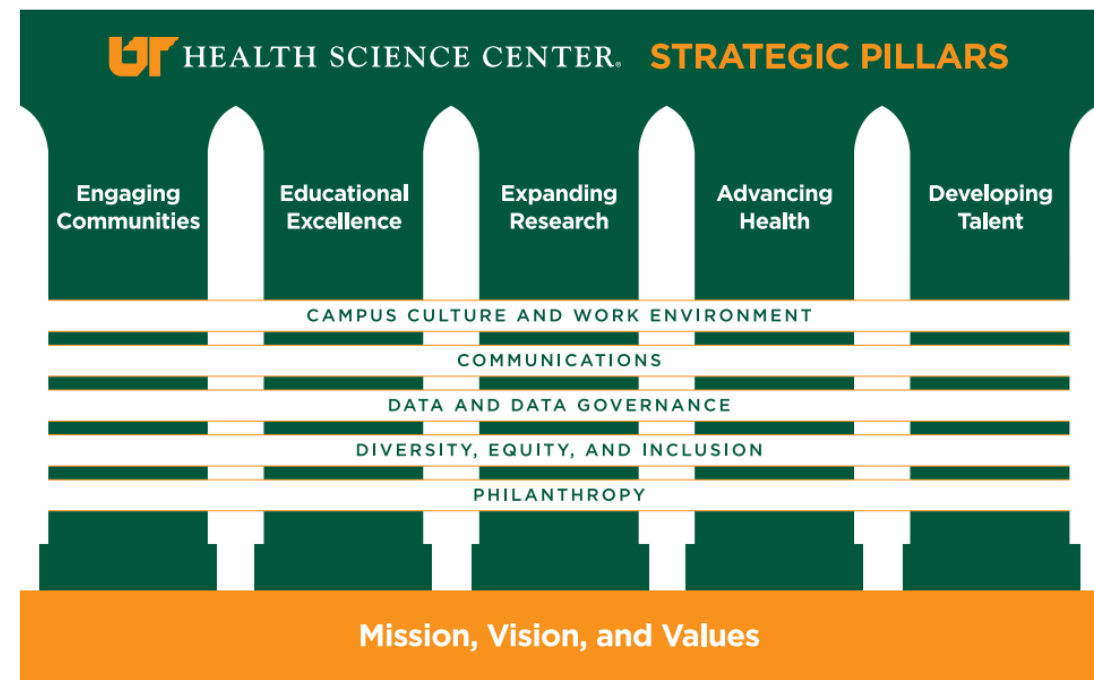 UT HEALTH SCIENCE CENTER. STRATEGIC PILLARS
Engaging
Communities
Educational
Excellence
Expanding
Research
Advancing
Health
Developing
Talent
CAMPUS CULTURE AND WORK ENVIRONMENT
COMMUNICATIONS
DATA AND DATA GOVERNANCE
DIVERSITY, EQUITY, AND INCLUSION
PHILANTHROPY
Mission, Vision, and Values